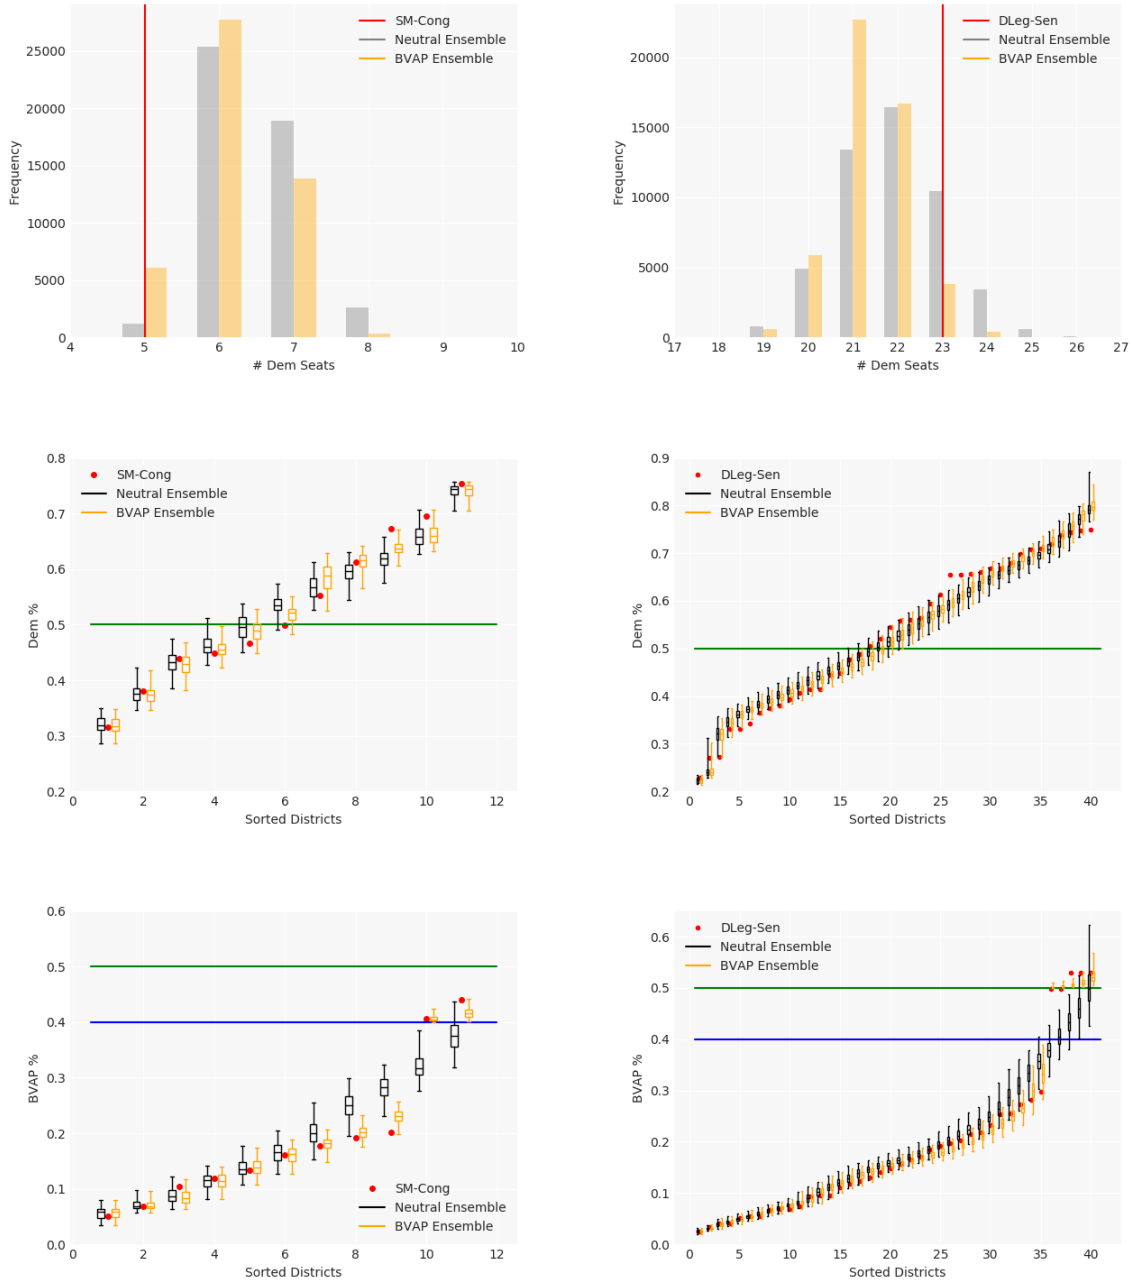 SM-Cong
Neutral Ensemble
BVAP Ensemble
25000
20000
15000
10000
5000
0
Frequency
4 5 6 7 8 9 10
# Dem Seats
DLeg-Sen
Neutral Ensemble
BVAP Ensemble
20000
15000
10000
5000
0
Frequency
17 18 19 20 21 22 23 24 25 26 27
# Dem Seats
SM-Cong
Neutral Ensemble
BVAP Ensemble
0.8
0.7
0.6
0.5
0.4
0.3
0.2
Dem %
0 2 4 6 8 10 12
Sorted Districts
DLeg-Sen
Neutral Ensemble
BVAP Ensemble
0.9
0.8
0.7
0.6
0.5
0.4
0.3
0.2
Dem %
0 5 10 15 20 25 30 35 40
Sorted Districts
0.6
0.5
0.4
0.3
0.2
0.1
0.0
BVAP %
SM-Cong
Neutral Ensemble
BVAP Ensemble
0 2 4 6 8 10 12
Sorted Districts
DLeg-Sen
Neutral Ensemble
BVAP Ensemble
0.6
0.5
0.4
0.3
0.2
0.1
0.0
BVAP %
0 5 10 15 20 25 30 35 40
Sorted Districts